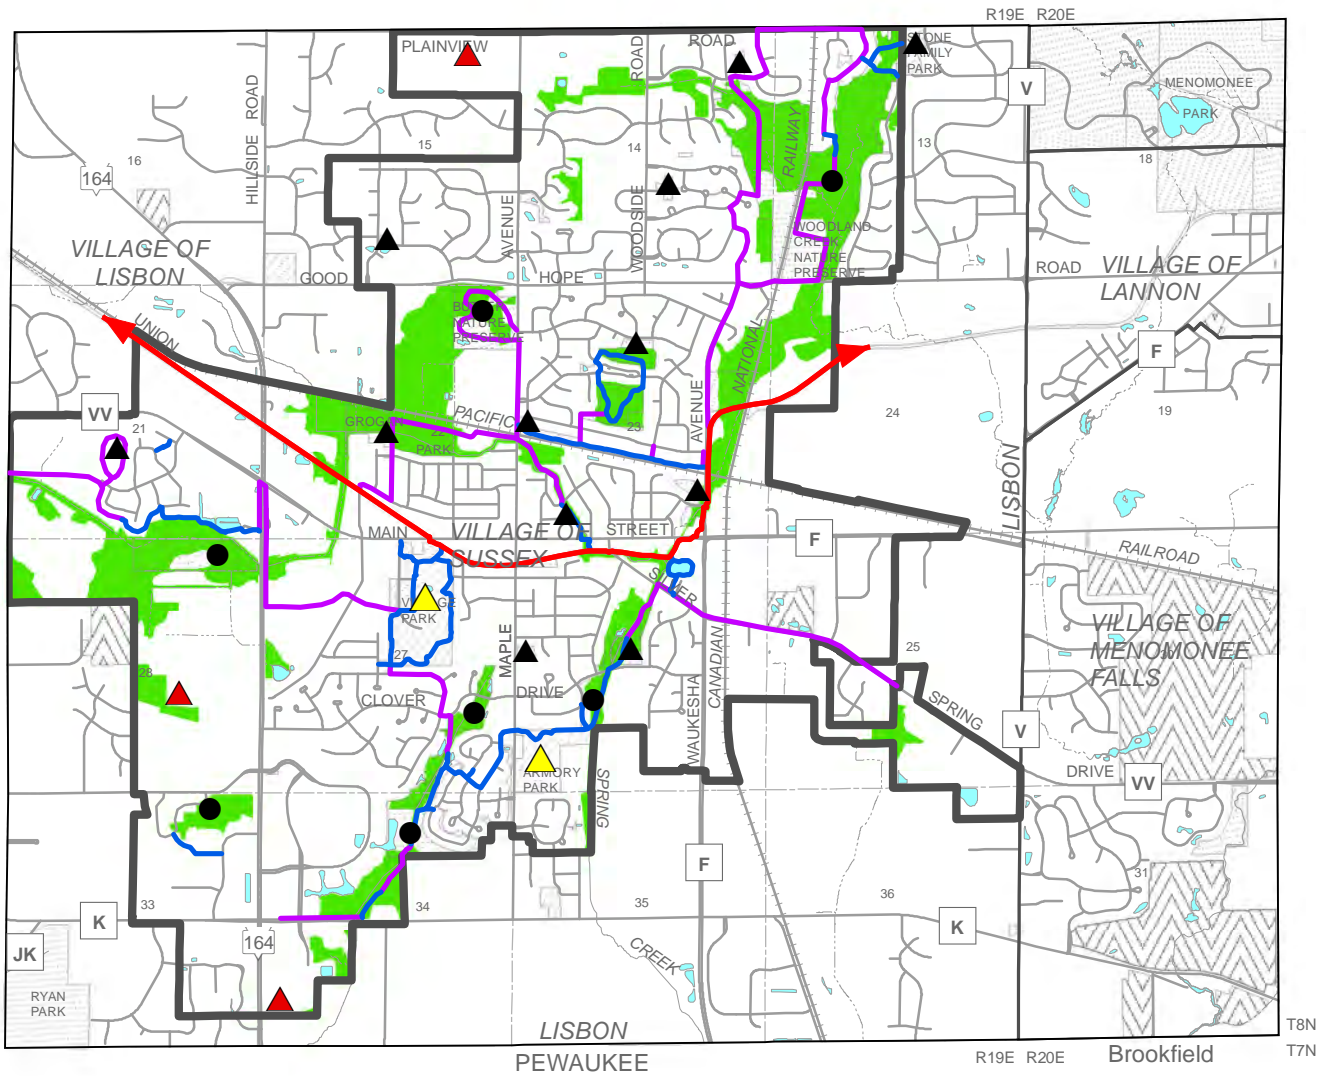 R19E R20E
PLAINVIEW
ROAD
ROAD
STONE
FAMILY
PARK
V
MENOMONEE
PARK
HILLSIDE ROAD
RAILWAY
16
15
14
13
18
164
AVENUE
WOODSIDE
VILLAGE OF
LISBON
GOOD
HOPE
WOODLAND
CREEK
NATURE
PRESERVE
ROAD
VILLAGE OF
LANNON
UNION
NATURE
PRESERVE
NATIONAL
F
VV
21
PACIFIC
22
PARK
23
AVENUE
24
19
LISBON
MAIN
VILLAGE OF
SUSSEX
STREET
F
RAILROAD
SILVER
VILLAGE
PARK
27
MAPLE
CANADIAN
25
VILLAGE OF
MENOMONEE
FALLS
28
CLOVER
DRIVE
WAUKESHA
SPRING
V
ARMORY
PARK
SPRING
DRIVE
VV
F
31
33
34
35
36
K
K
164
JK
CREEK
RYAN
PARK
LISBON
PEWAUKEE
T8N
T7N
R19E R20E
Brookfield